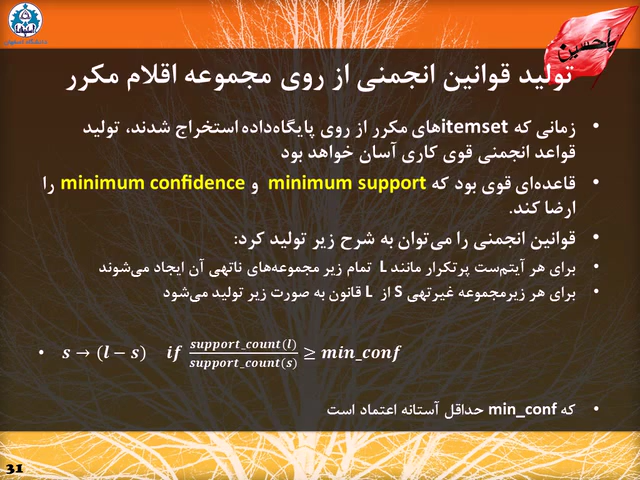 دانشگاه اصفهان
یاحسین
تولید قوانین انجمنی از روی مجموعه اقلام مکرر
• زمانی که itemsetهای مکرر از روی پایگاه‌داده استخراج شدند، تولید
قواعد انجمنی قوی کاری آسان خواهد بود
• قاعده‌ای قوی بود که minimum support و minimum confidence را
ارضا کند.
• قوانین انجمنی را می‌توان به شرح زیر تولید کرد:
• برای هر آیتم‌ست پرتکرار مانند L تمام زیر مجموعه‌های ناتهی آن ایجاد می‌شوند
• برای هر زیرمجموعه غیرتهی S از L قانون به صورت زیر تولید می‌شود
• s → (l − s) if support_count(l) / support_count(s) ≥ min_conf
• که min_conf حداقل آستانه اعتماد است
31